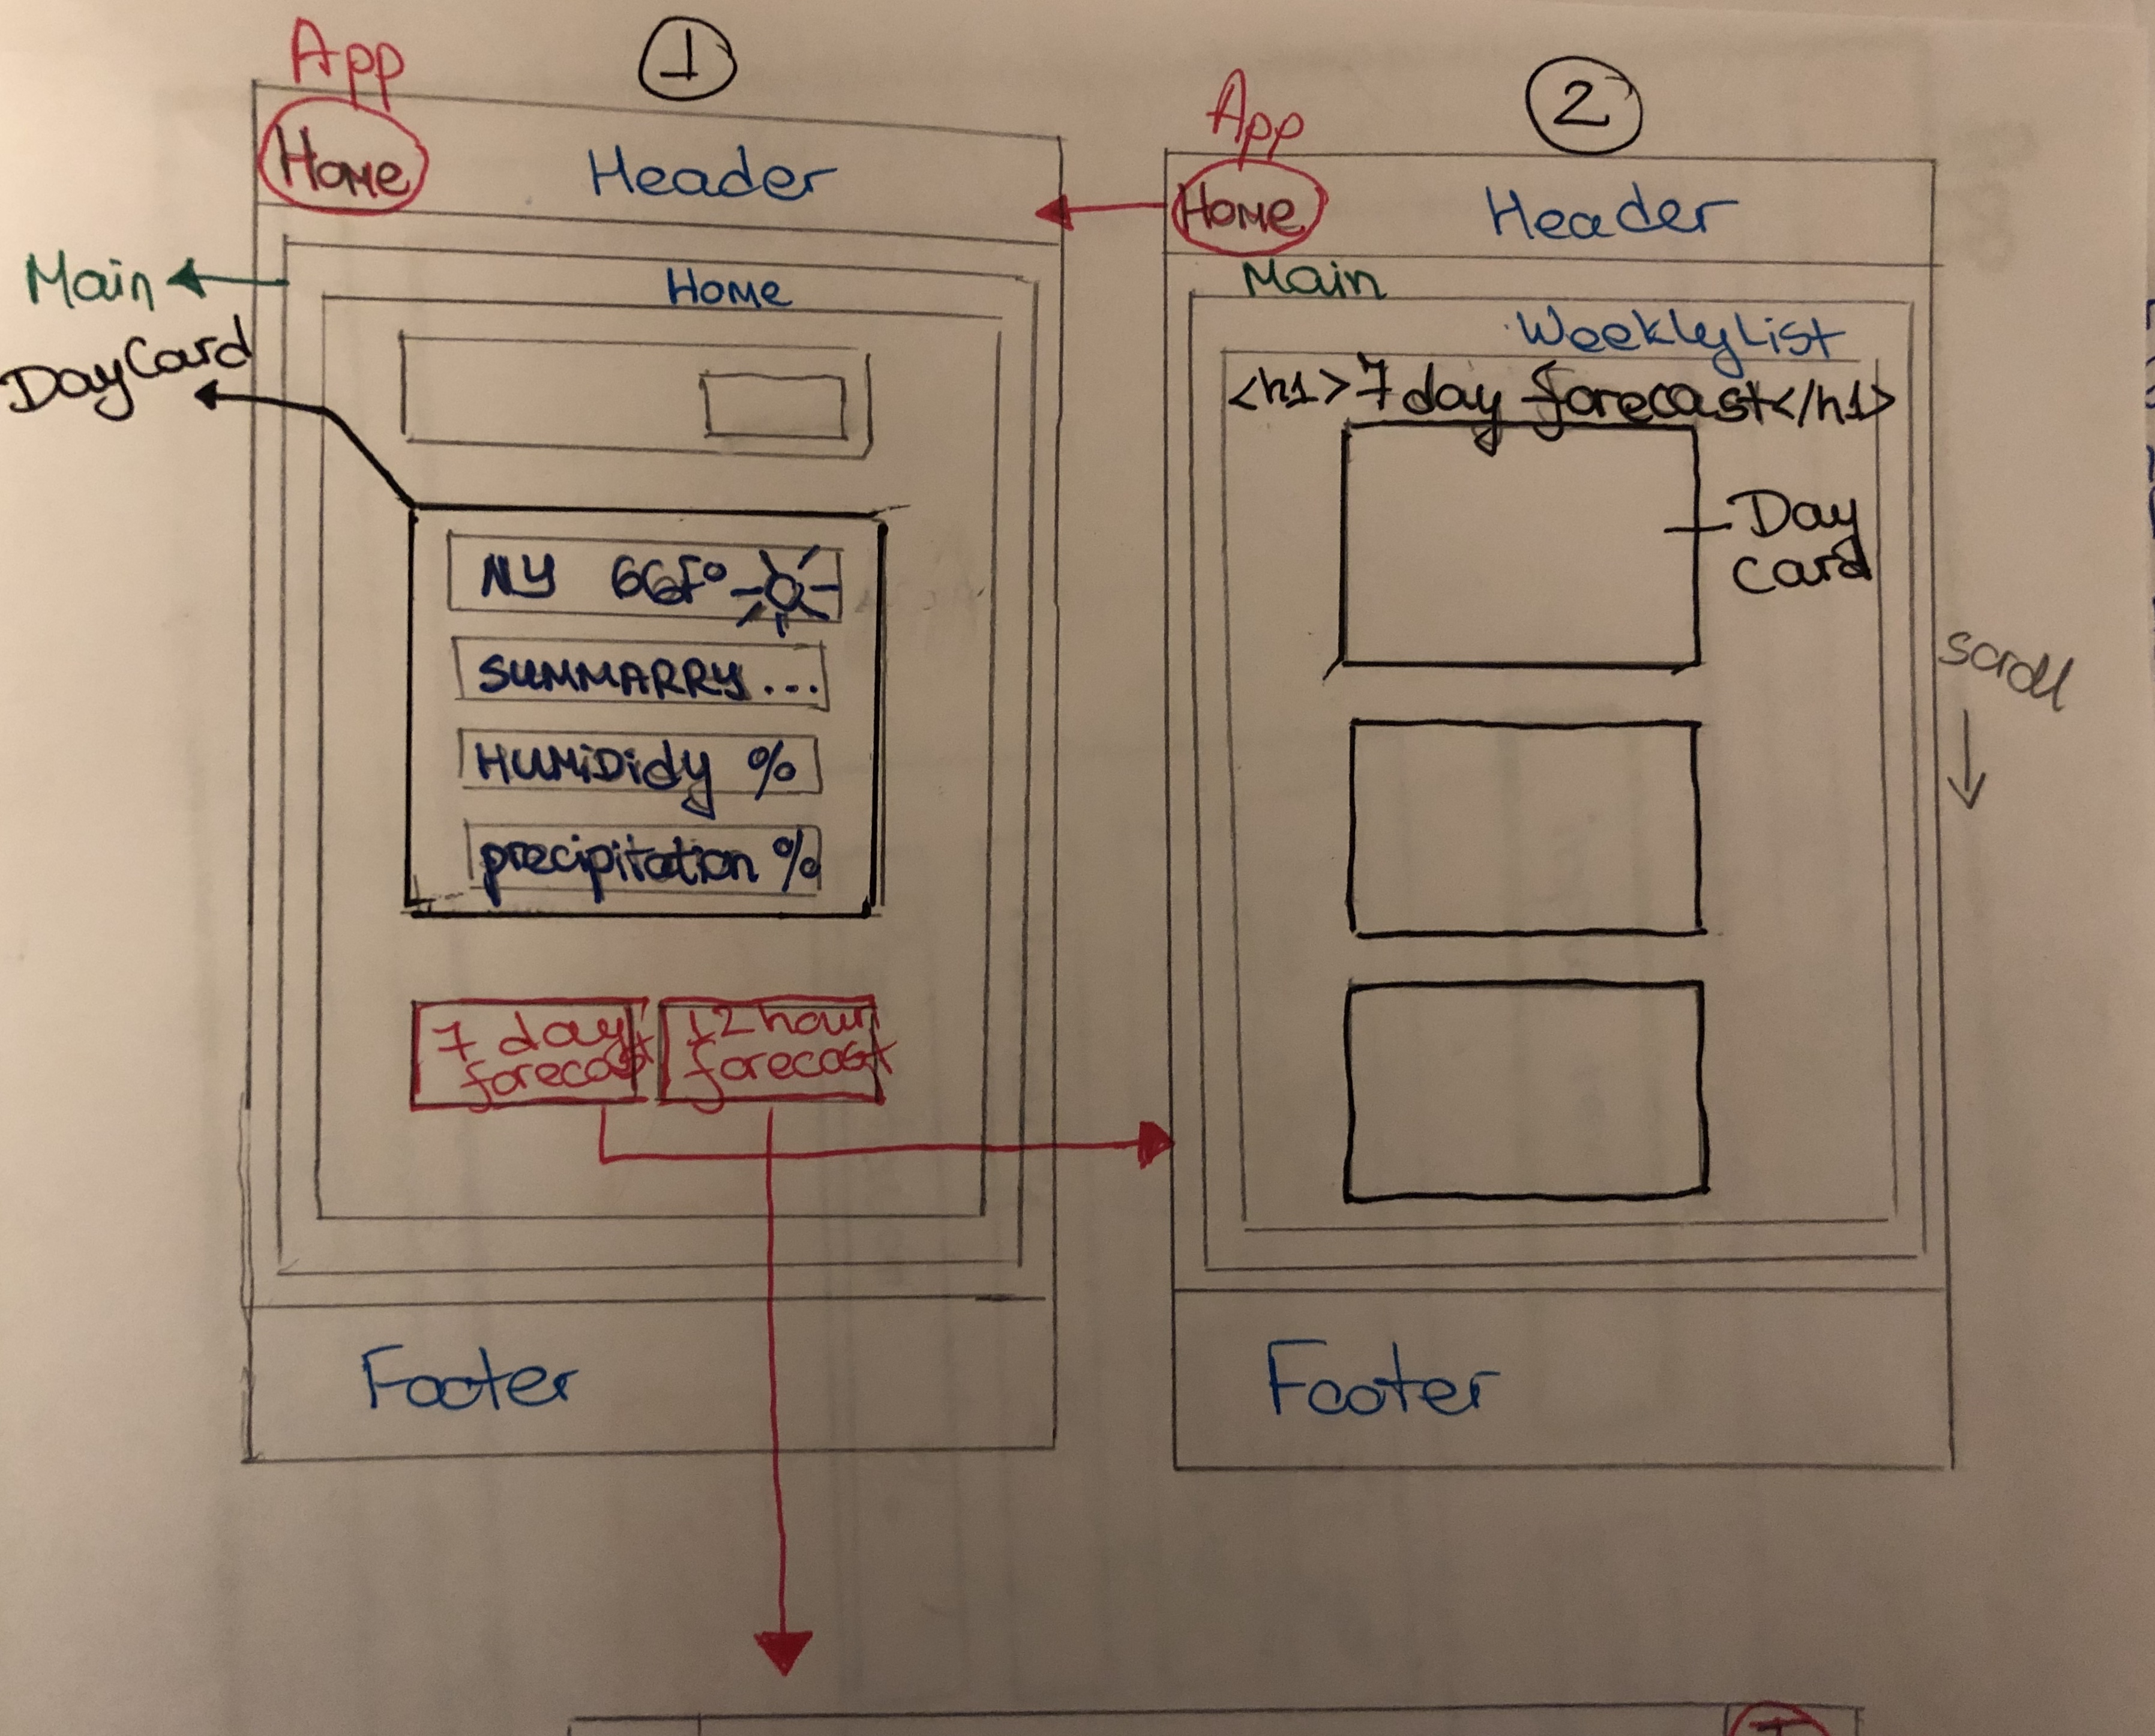 App
1
Home
Header
Main
Home
DayCard
NY 66F°
SUMMARRY...
HUMiDidy %
precipitation %
7 day
forecast
12 hour
forecast
Footer
App
2
Home
Header
Main
WeeklyList
<h1>7 day forecast</h1>
Day
card
scroll
Footer